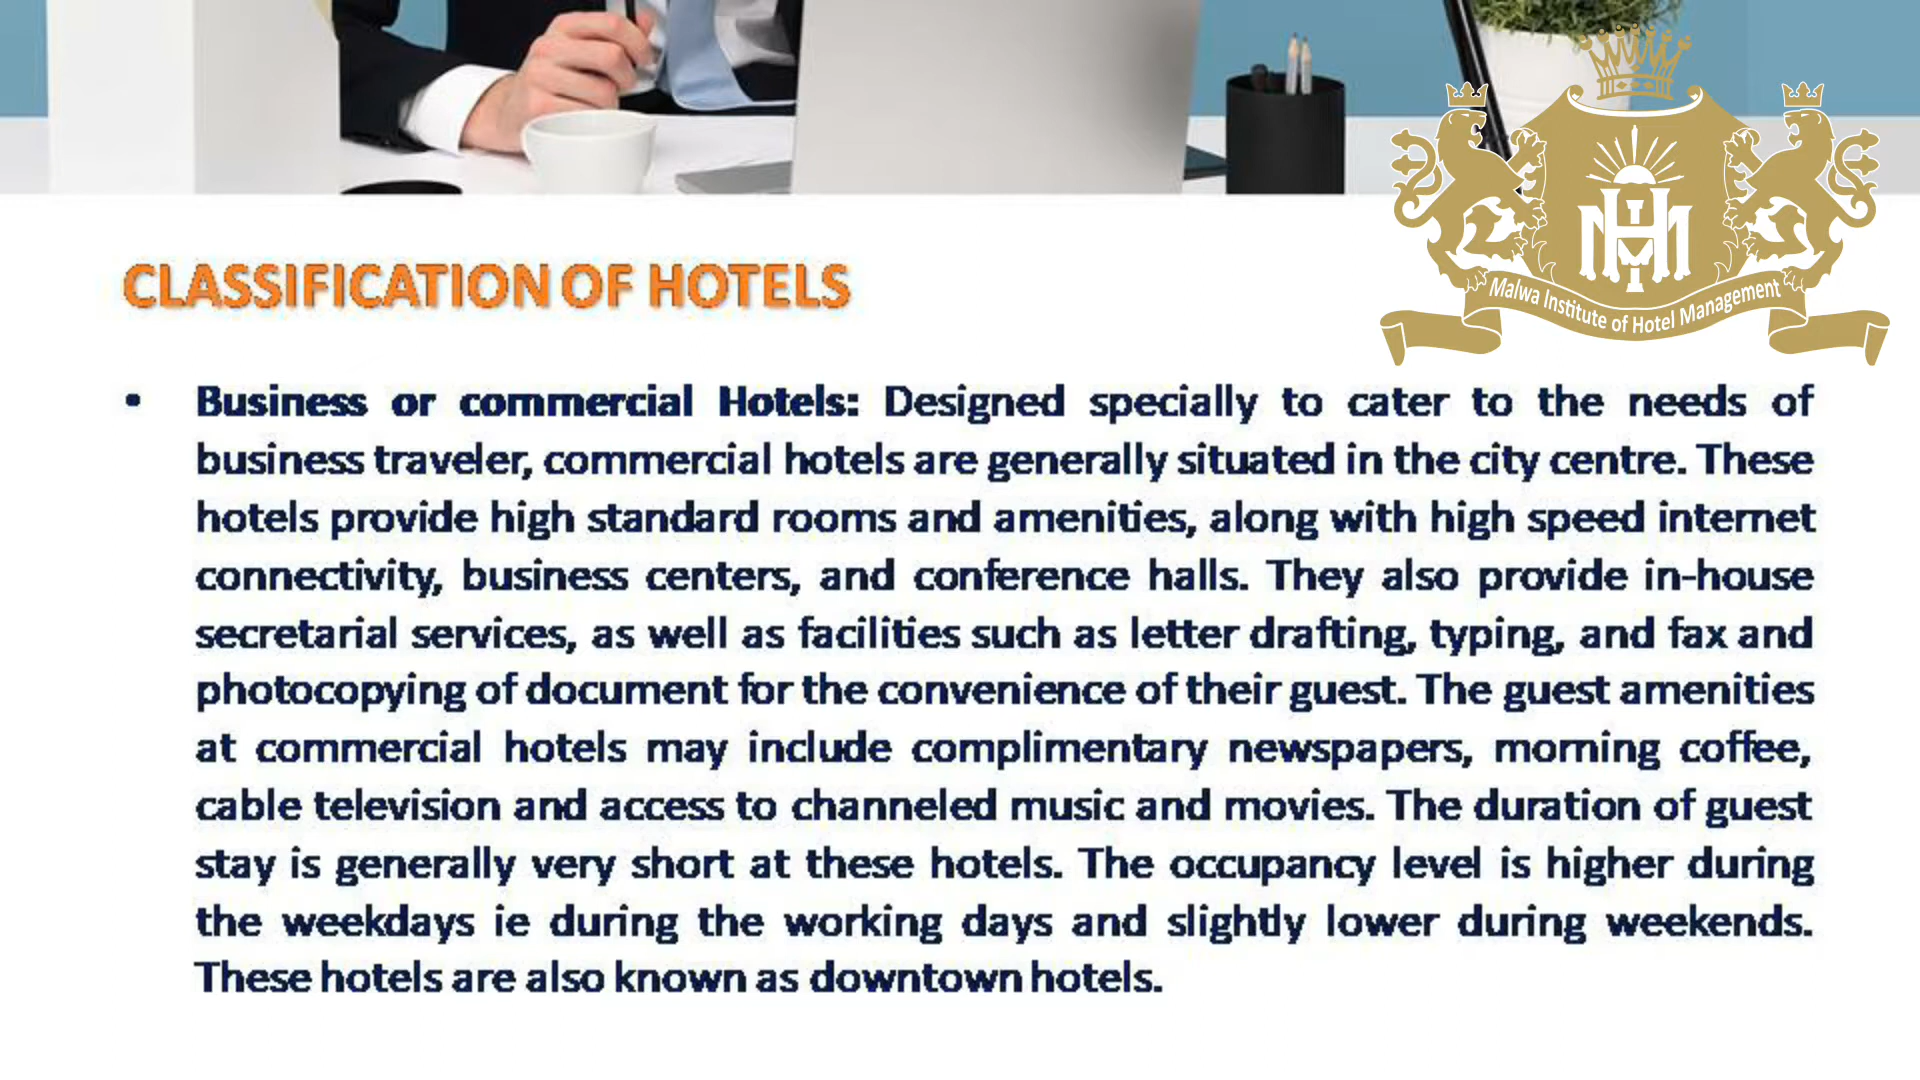 CLASSIFICATION OF HOTELS
Malwa Institute of Hotel Management
• Business or commercial Hotels: Designed specially to cater to the needs of
business traveler, commercial hotels are generally situated in the city centre. These
hotels provide high standard rooms and amenities, along with high speed internet
connectivity, business centers, and conference halls. They also provide in-house
secretarial services, as well as facilities such as letter drafting, typing, and fax and
photocopying of document for the convenience of their guest. The guest amenities
at commercial hotels may include complimentary newspapers, morning coffee,
cable television and access to channeled music and movies. The duration of guest
stay is generally very short at these hotels. The occupancy level is higher during
the weekdays ie during the working days and slightly lower during weekends.
These hotels are also known as downtown hotels.